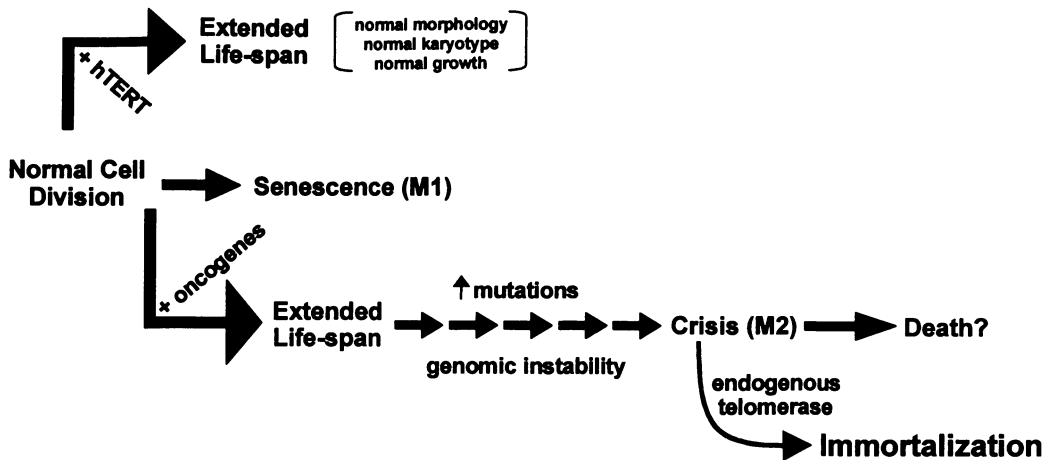 Extended
Life-span
normal morphology
normal karyotype
normal growth
+ hTERT
Normal Cell
Division
Senescence (M1)
+ oncogenes
Extended
Life-span
↑mutations
genomic instability
Crisis (M2)
Death?
endogenous
telomerase
Immortalization